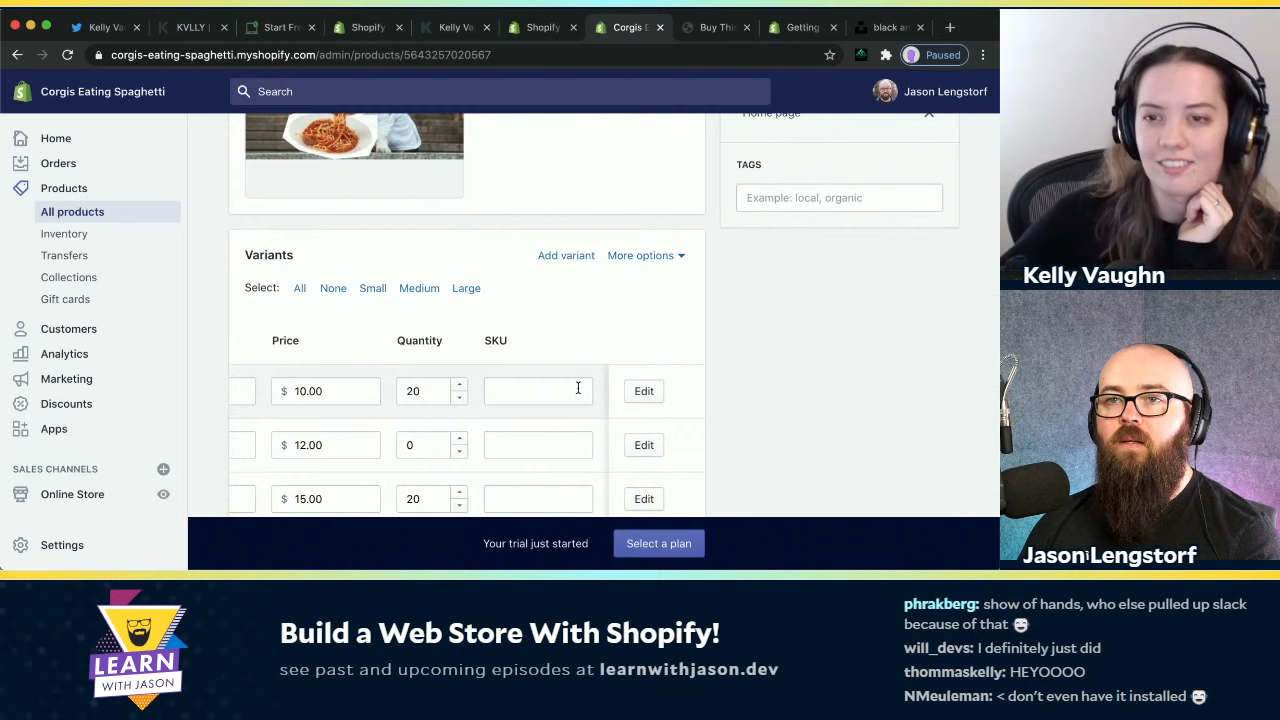 Kelly Va
KVLLY |
Start Fre
Shopify
Kelly Va
Shopify
Corgis E
Buy Thi
Getting
black an
corgis-eating-spaghetti.myshopify.com/admin/products/5643257020567
Paused
Corgis Eating Spaghetti
Search
Jason Lengstorf
Home
Orders
Products
All products
Inventory
Transfers
Collections
Gift cards
Customers
Analytics
Marketing
Discounts
Apps
SALES CHANNELS
Online Store
Settings
Home page
TAGS
Example: local, organic
Variants
Add variant
More options
Select: All None Small Medium Large
Price Quantity SKU
$ 10.00 20 Edit
$ 12.00 0 Edit
$ 15.00 20 Edit
Your trial just started
Select a plan
Kelly Vaughn
Jason Lengstorf
LEARN
WITH JASON
Build a Web Store With Shopify!
see past and upcoming episodes at learnwithjason.dev
phrakberg: show of hands, who else pulled up slack
because of that
will_devs: I definitely just did
thommaskelly: HEYOOOO
NMeuleman: < don't even have it installed